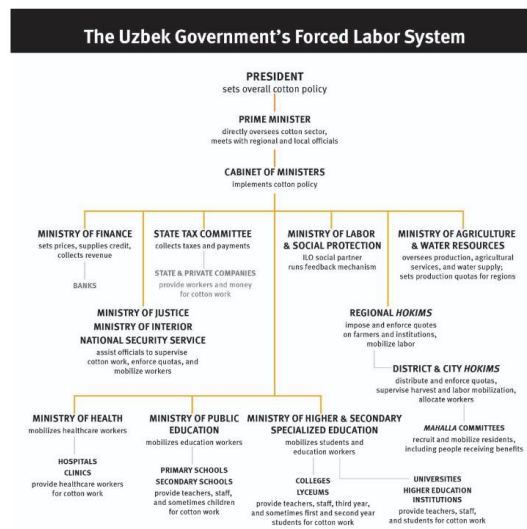 The Uzbek Government's Forced Labor System
PRESIDENT
sets overall cotton policy
PRIME MINISTER
directly oversees cotton sector,
meets with regional and local officials
CABINET OF MINISTERS
implements cotton policy
MINISTRY OF FINANCE
sets prices, supplies credit,
collects revenue
BANKS
STATE TAX COMMITTEE
collects taxes and payments
STATE & PRIVATE COMPANIES
provide workers and money
for cotton work
MINISTRY OF LABOR
& SOCIAL PROTECTION
ILO social partner
runs feedback mechanism
MINISTRY OF AGRICULTURE
& WATER RESOURCES
oversees production, agricultural
services, and water supply;
sets production quotas for regions
MINISTRY OF JUSTICE
MINISTRY OF INTERIOR
NATIONAL SECURITY SERVICE
assist officials to supervise
cotton work, enforce quotas, and
mobilize workers
REGIONAL HOKIMS
impose and enforce quotes
on farmers and institutions,
mobilize labor
DISTRICT & CITY HOKIMS
distribute and enforce quotas,
supervise harvest and labor mobilization,
allocate workers
MAHALLA COMMITTEES
recruit and mobilize residents,
including people receiving benefits
MINISTRY OF HEALTH
mobilizes healthcare workers
HOSPITALS
CLINICS
provide healthcare workers
for cotton work
MINISTRY OF PUBLIC
EDUCATION
mobilizes education workers
PRIMARY SCHOOLS
SECONDARY SCHOOLS
provide teachers, staff,
and sometimes children
for cotton work
MINISTRY OF HIGHER & SECONDARY
SPECIALIZED EDUCATION
mobilizes students and
education workers
COLLEGES
LYCEUMS
provide teachers, staff, third year,
and sometimes first and second year
students for cotton work
UNIVERSITIES
HIGHER EDUCATION
INSTITUTIONS
provide teachers, staff,
and students for cotton work